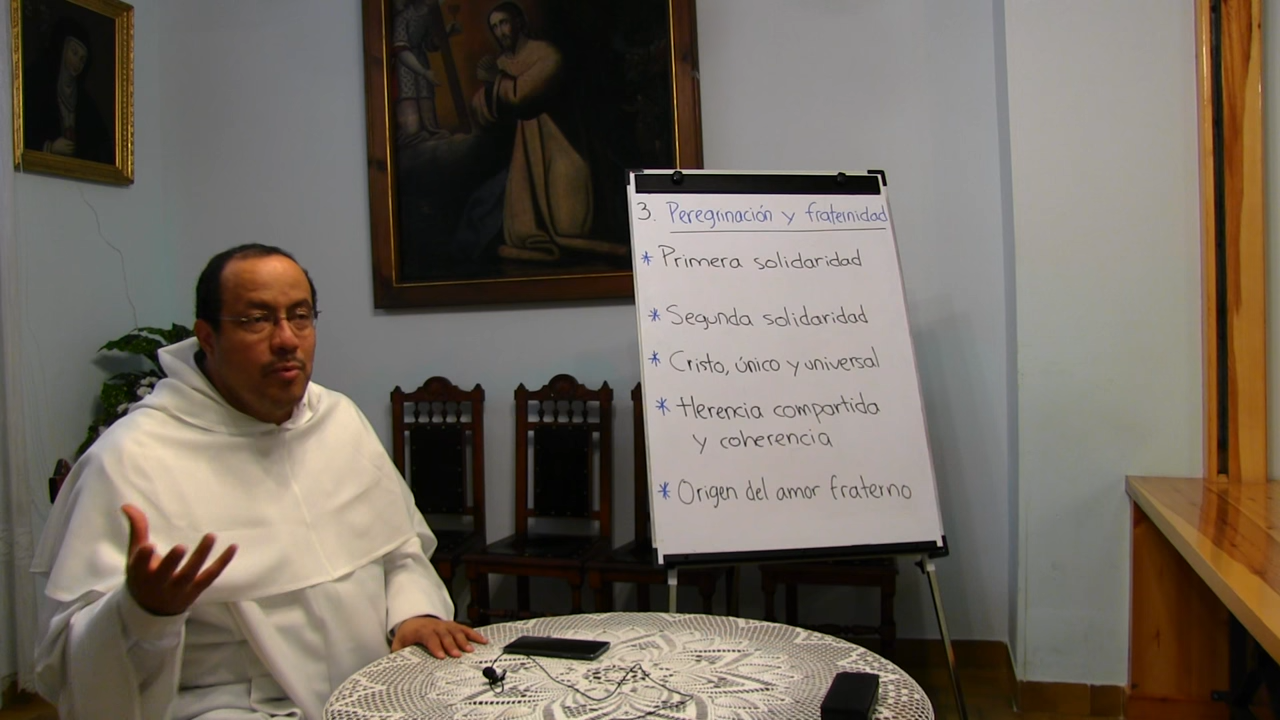 3. Peregrinación y fraternidad
* Primera solidaridad
* Segunda solidaridad
* Cristo, único y universal
* Herencia compartida
y coherencia
* Origen del amor fraterno